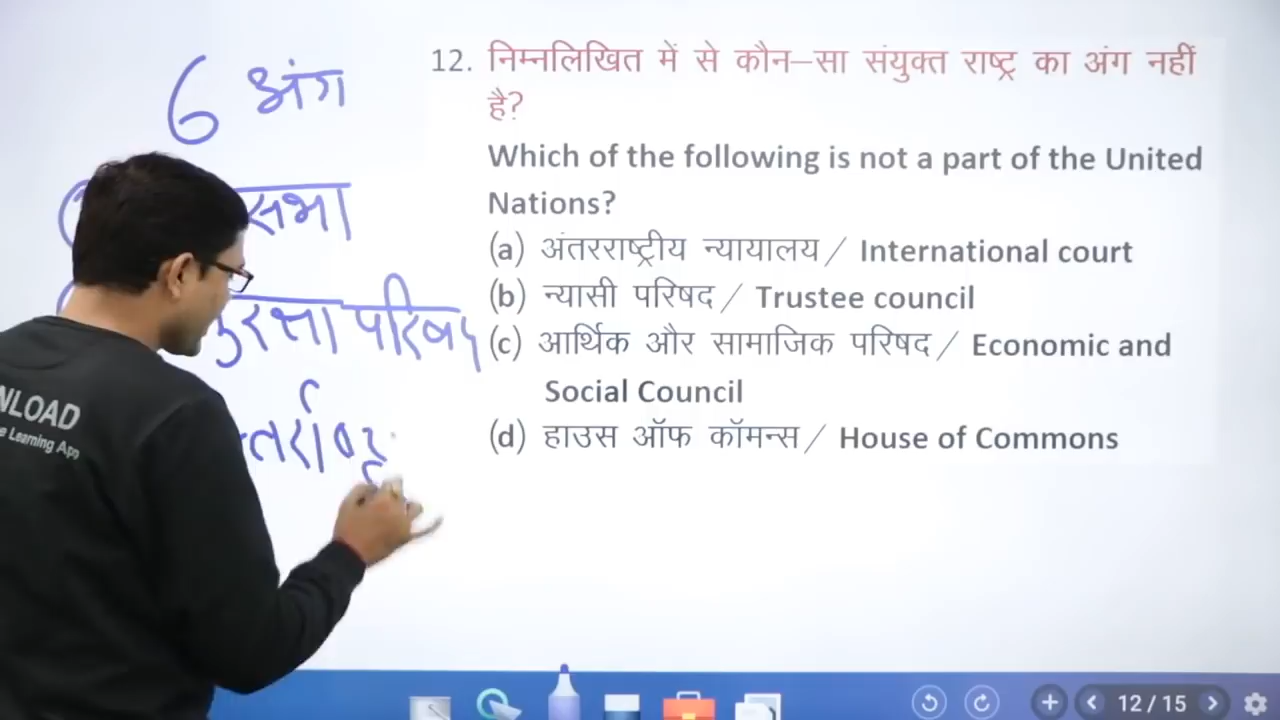 6 अंग
सभा
सुरक्षा परिषद
12. निम्नलिखित में से कौन–सा संयुक्त राष्ट्र का अंग नहीं
है?
Which of the following is not a part of the United
Nations?
(a) अंतरराष्ट्रीय न्यायालय / International court
(b) न्यासी परिषद / Trustee council
(c) आर्थिक और सामाजिक परिषद / Economic and
Social Council
(d) हाउस ऑफ कॉमन्स / House of Commons
NLOAD
e Learning App
12 / 15